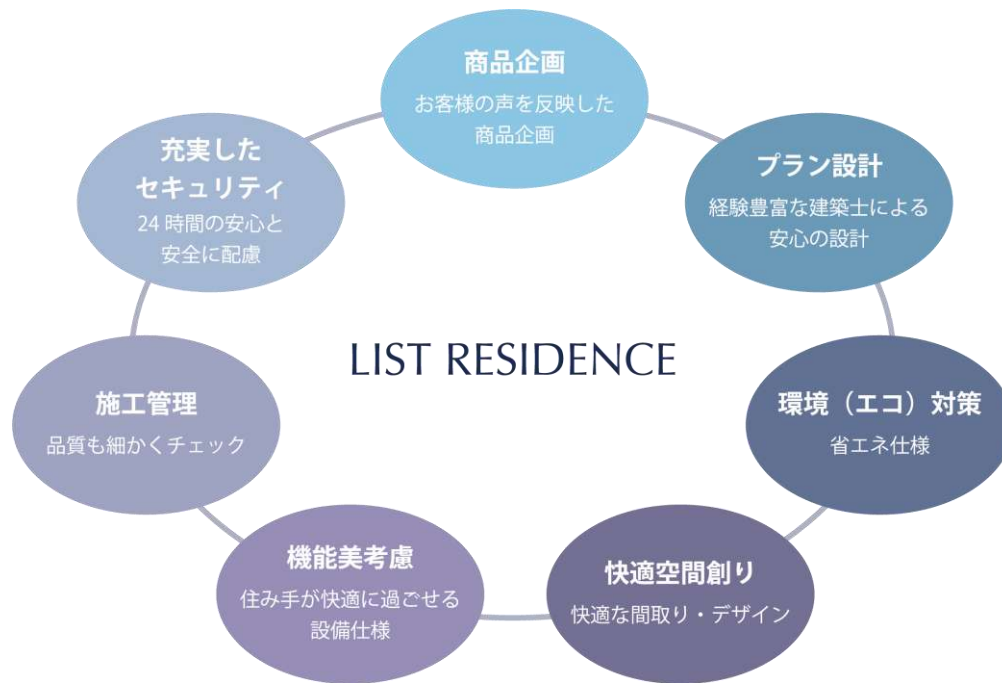 商品企画
お客様の声を反映した
商品企画
プラン設計
経験豊富な建築士による
安心の設計
環境（エコ）対策
省エネ仕様
快適空間創り
快適な間取り・デザイン
機能美考慮
住み手が快適に過ごせる
設備仕様
施工管理
品質も細かくチェック
充実した
セキュリティ
24 時間の安心と
安全に配慮
LIST RESIDENCE